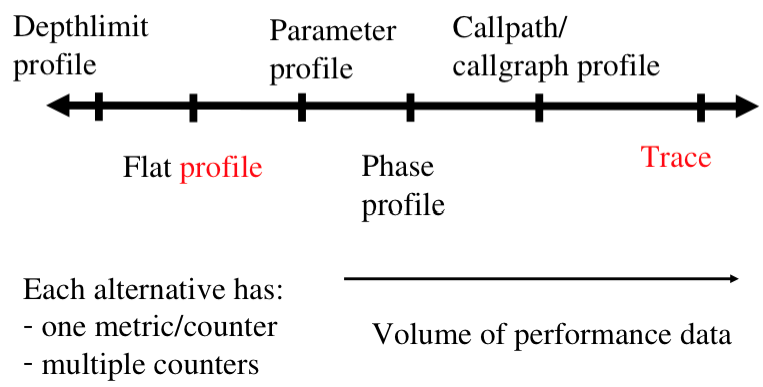 Depthlimit
profile
Parameter
profile
Callpath/
callgraph profile
Flat profile
Phase
profile
Trace
Each alternative has:
- one metric/counter
- multiple counters
Volume of performance data